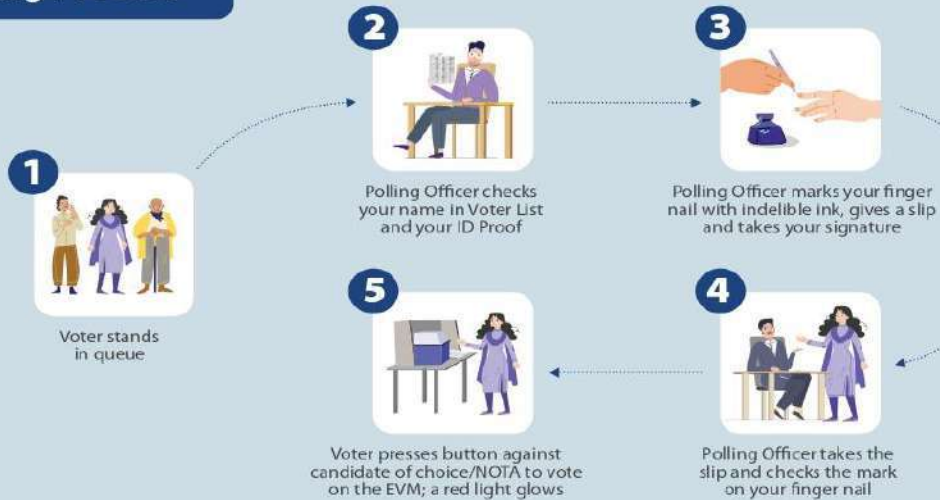 1
Voter stands
in queue
2
Polling Officer checks
your name in Voter List
and your ID Proof
3
Polling Officer marks your finger
nail with indelible ink, gives a slip
and takes your signature
4
Polling Officer takes the
slip and checks the mark
on your finger nail
5
Voter presses button against
candidate of choice/NOTA to vote
on the EVM; a red light glows